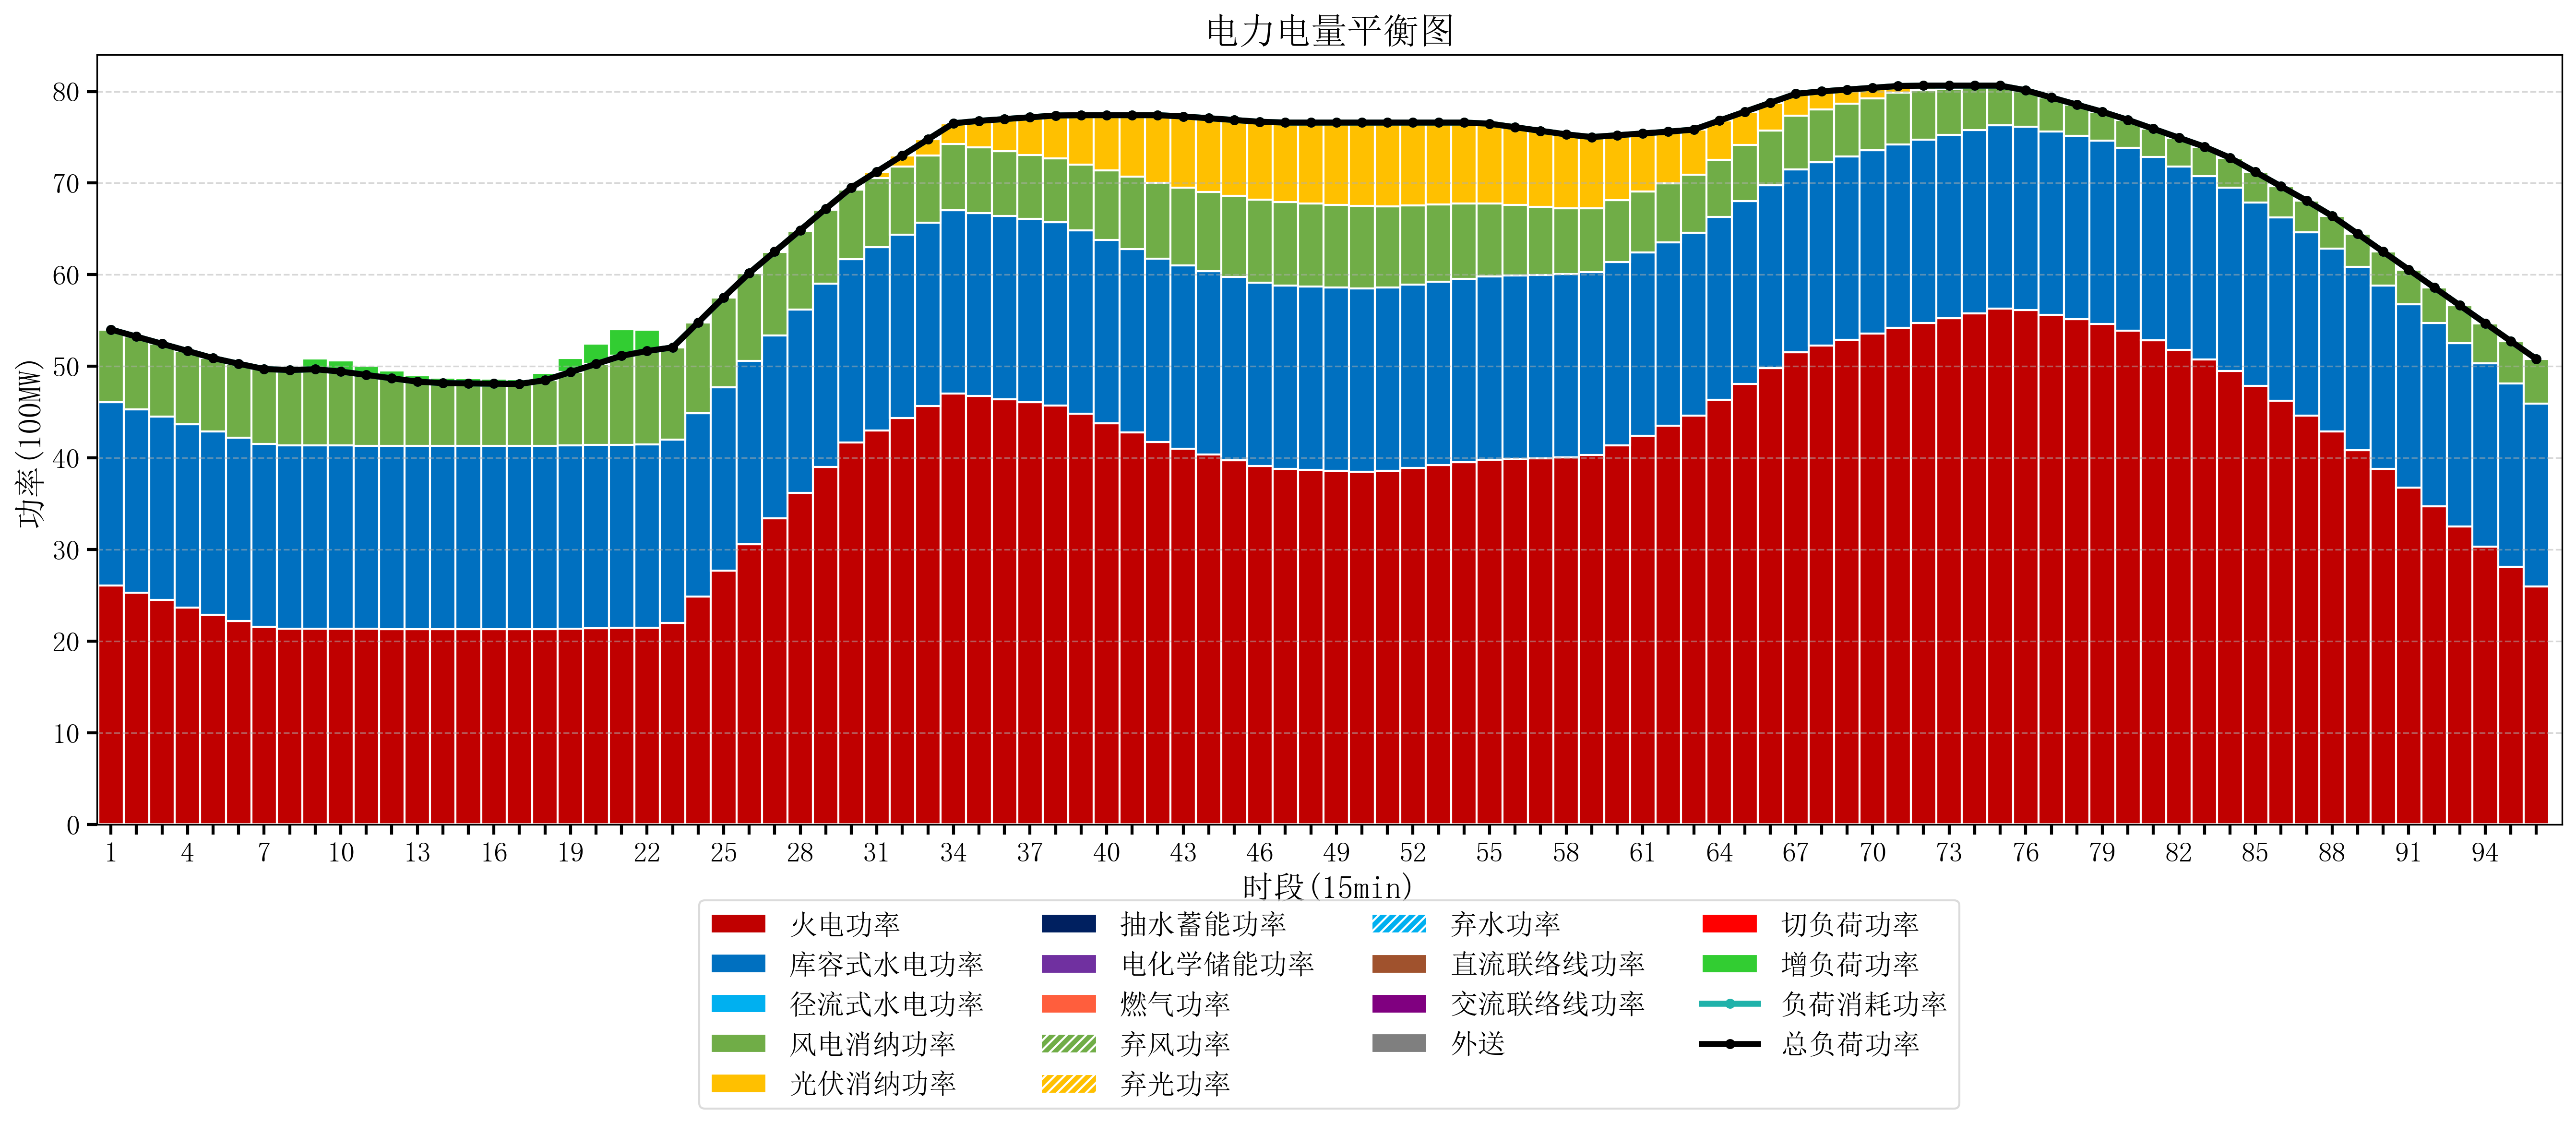 电力电量平衡图
功率(100MW)
80
70
60
50
40
30
20
10
0
1 4 7 10 13 16 19 22 25 28 31 34 37 40 43 46 49 52 55 58 61 64 67 70 73 76 79 82 85 88 91 94
时段(15min)
火电功率 抽水蓄能功率 弃水功率 切负荷功率
库容式水电功率 电化学储能功率 直流联络线功率 增负荷功率
径流式水电功率 燃气功率 交流联络线功率 负荷消耗功率
风电消纳功率 弃风功率 外送 总负荷功率
光伏消纳功率 弃光功率